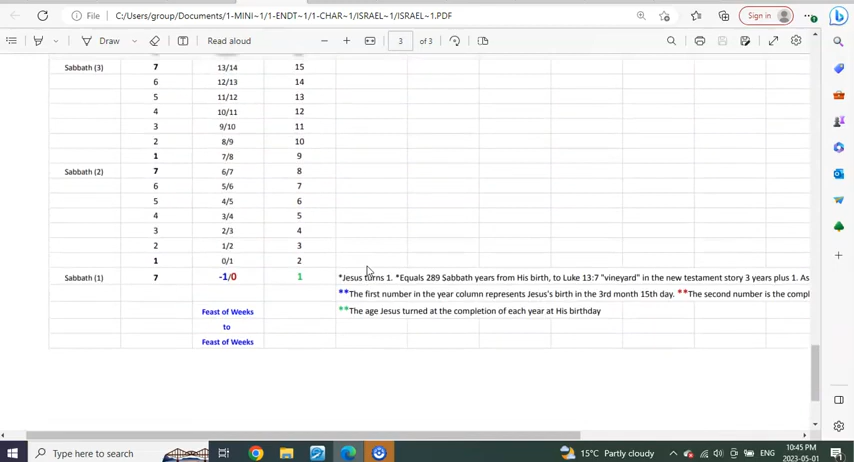 File C:/Users/group/Documents/1-MINI~1/1-ENDT~1/1-CHAR~1/ISRAEL~1/ISRAEL~1.PDF Sign in
Draw Read aloud 3 of 3
Sabbath (3) 7 13/14 15
6 12/13 14
5 11/12 13
4 10/11 12
3 9/10 11
2 8/9 10
1 7/8 9
Sabbath (2) 7 6/7 8
6 5/6 7
5 4/5 6
4 3/4 5
3 2/3 4
2 1/2 3
1 0/1 2
Sabbath (1) 7 -1/0 1 *Jesus turns 1. *Equals 289 Sabbath years from His birth, to Luke 13:7 "vineyard" in the new testament story 3 years plus 1. As
**The first number in the year column represents Jesus's birth in the 3rd month 15th day. **The second number is the compl
Feast of Weeks **The age Jesus turned at the completion of each year at His birthday
to
Feast of Weeks
Type here to search 15°C Partly cloudy ENG 10:45 PM
2023-05-01